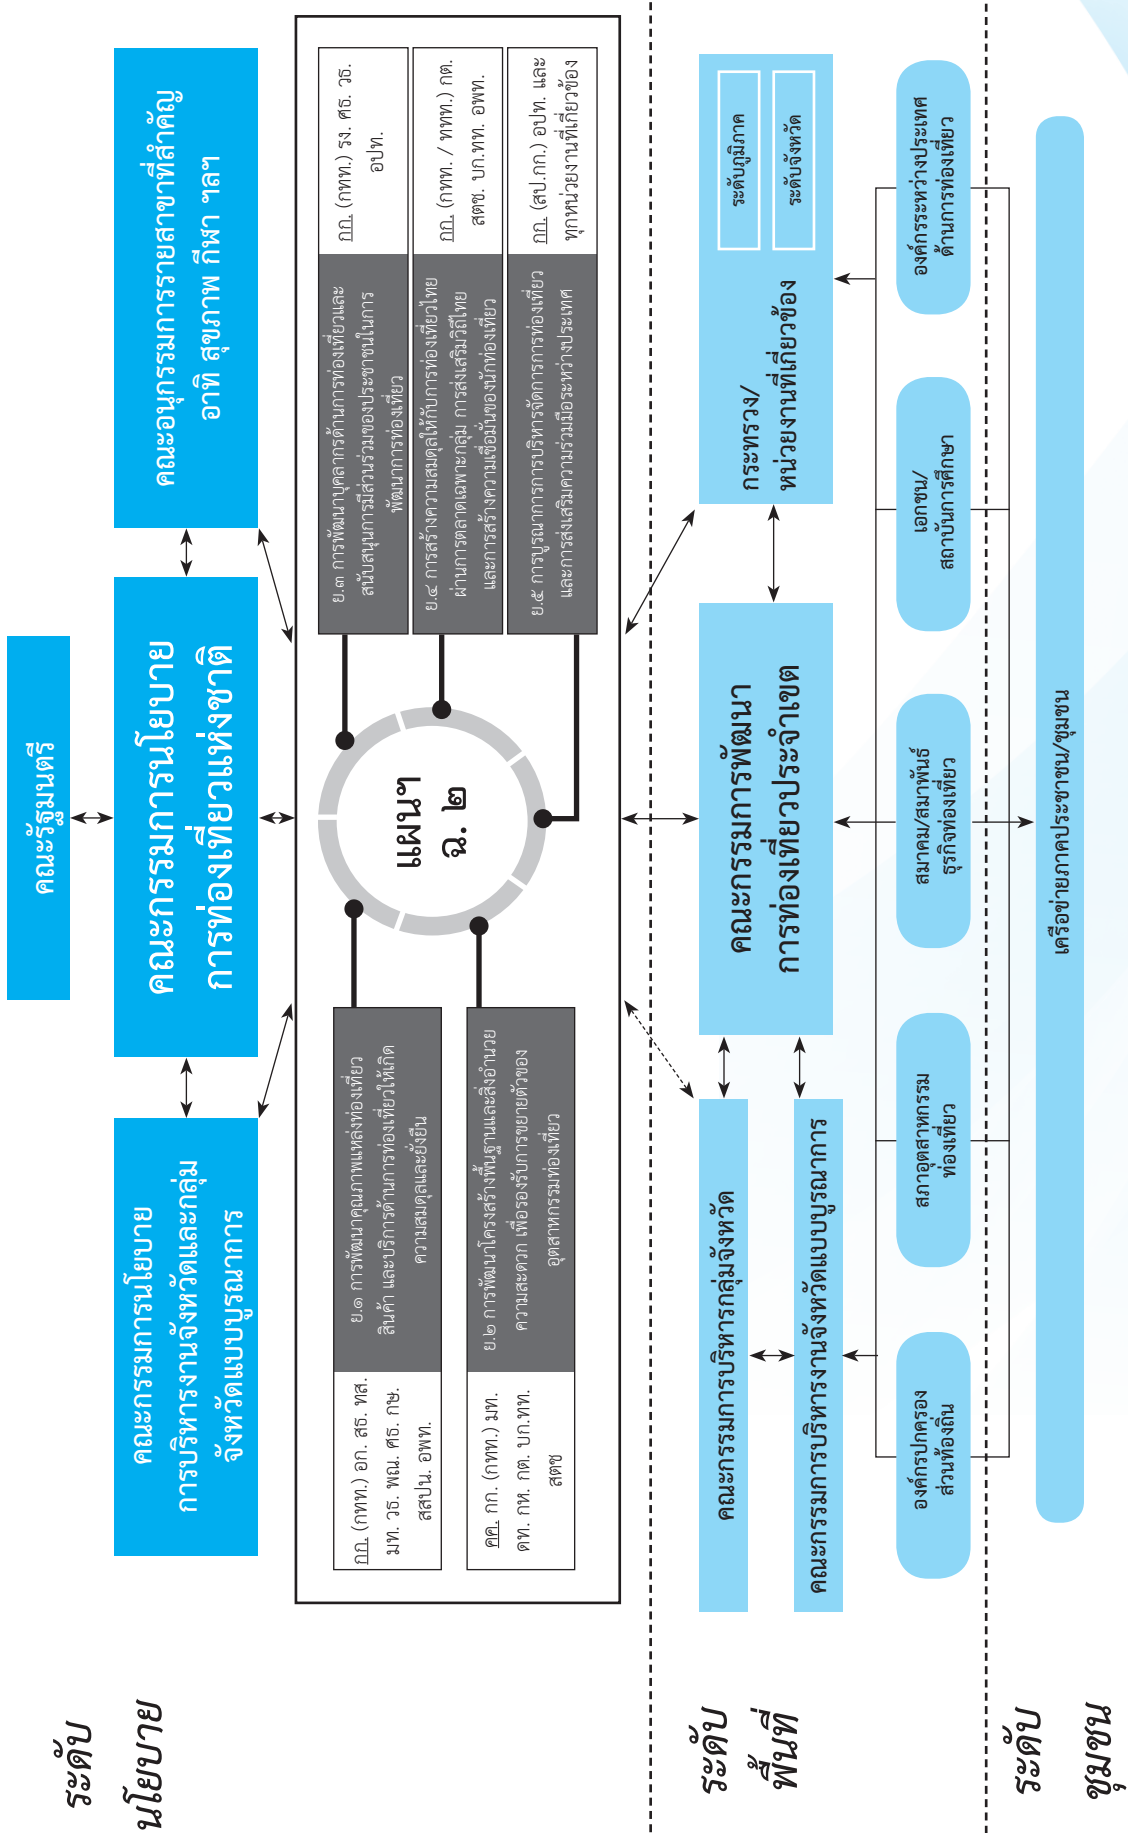 ระดับ
นโยบาย
คณะรัฐมนตรี
คณะกรรมการนโยบาย
การบริหารงานจังหวัดและกลุ่ม
จังหวัดแบบบูรณาการ
คณะกรรมการนโยบาย
การท่องเที่ยวแห่งชาติ
คณะอนุกรรมการรายสาขาที่สำคัญ
อาทิ สุขภาพ กีฬา ฯลฯ
กก. (กทท.) อก. สธ. ทส.
มท. วธ. พณ. ศธ. กษ.
สสปน. อพท.
ย.๑ การพัฒนาคุณภาพแหล่งท่องเที่ยว
สินค้า และบริการด้านการท่องเที่ยวให้เกิด
ความสมดุลและยั่งยืน
คค. กก. (กทท.) มท.
ดท. กห. กต. บก.ทท.
สตช
ย.๒ การพัฒนาโครงสร้างพื้นฐานและสิ่งอำนวย
ความสะดวก เพื่อรองรับการขยายตัวของ
อุตสาหกรรมท่องเที่ยว
แผนฯ
ฉ. ๒
ย.๓ การพัฒนาบุคลากรด้านการท่องเที่ยวและ
สนับสนุนการมีส่วนร่วมของประชาชนในการ
พัฒนาการท่องเที่ยว
กก. (กทท.) รง. ศธ. วธ.
อปท.
ย.๔ การสร้างความสมดุลให้กับการท่องเที่ยวไทย
ผ่านการตลาดเฉพาะกลุ่ม การส่งเสริมวิถีไทย
และการสร้างความเชื่อมั่นของนักท่องเที่ยว
กก. (กทท. / ททท.) กต.
สตช. บก.ทท. อพท.
ย.๕ การบูรณาการการบริหารจัดการการท่องเที่ยว
และการส่งเสริมความร่วมมือระหว่างประเทศ
กก. (สป.กก.) อปท. และ
ทุกหน่วยงานที่เกี่ยวข้อง
ระดับ
พื้นที่
คณะกรรมการบริหารกลุ่มจังหวัด
คณะกรรมการบริหารงานจังหวัดแบบบูรณาการ
คณะกรรมการพัฒนา
การท่องเที่ยวประจำเขต
กระทรวง/
หน่วยงานที่เกี่ยวข้อง
ระดับภูมิภาค
ระดับจังหวัด
องค์กรปกครอง
ส่วนท้องถิ่น
สภาอุตสาหกรรม
ท่องเที่ยว
สมาคม/สมาพันธ์
ธุรกิจท่องเที่ยว
เอกชน/
สถาบันการศึกษา
องค์กรระหว่างประเทศ
ด้านการท่องเที่ยว
ระดับ
ชุมชน
เครือข่ายภาคประชาชน/ชุมชน